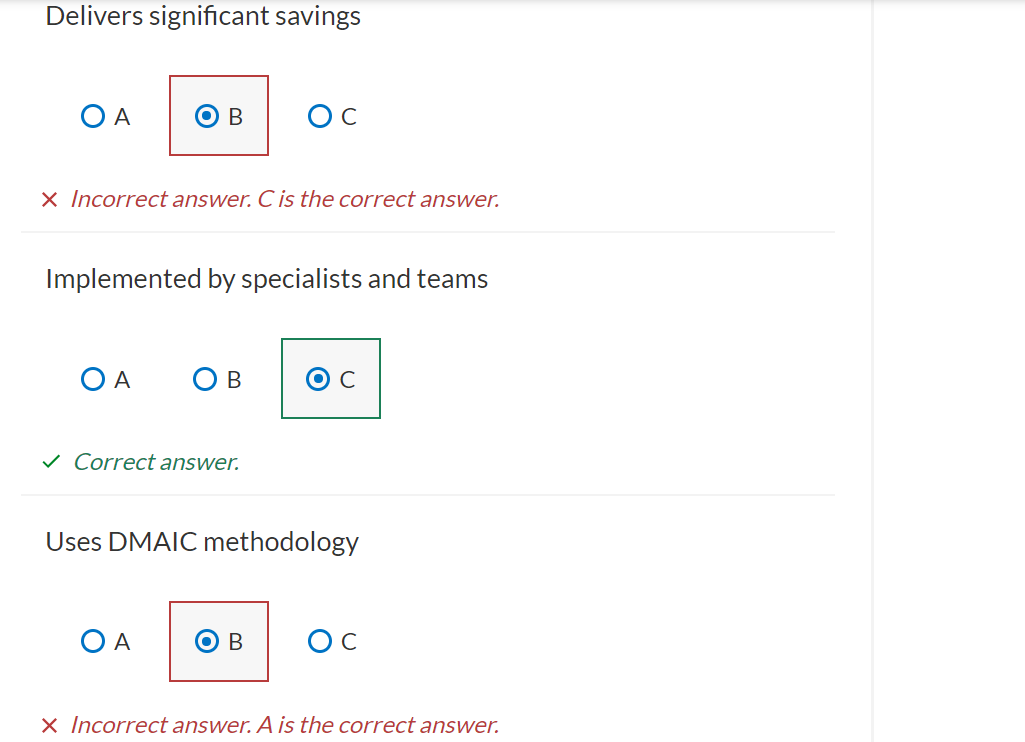 Delivers significant savings
A B C
Incorrect answer. C is the correct answer.
Implemented by specialists and teams
A B C
Correct answer.
Uses DMAIC methodology
A B C
Incorrect answer. A is the correct answer.